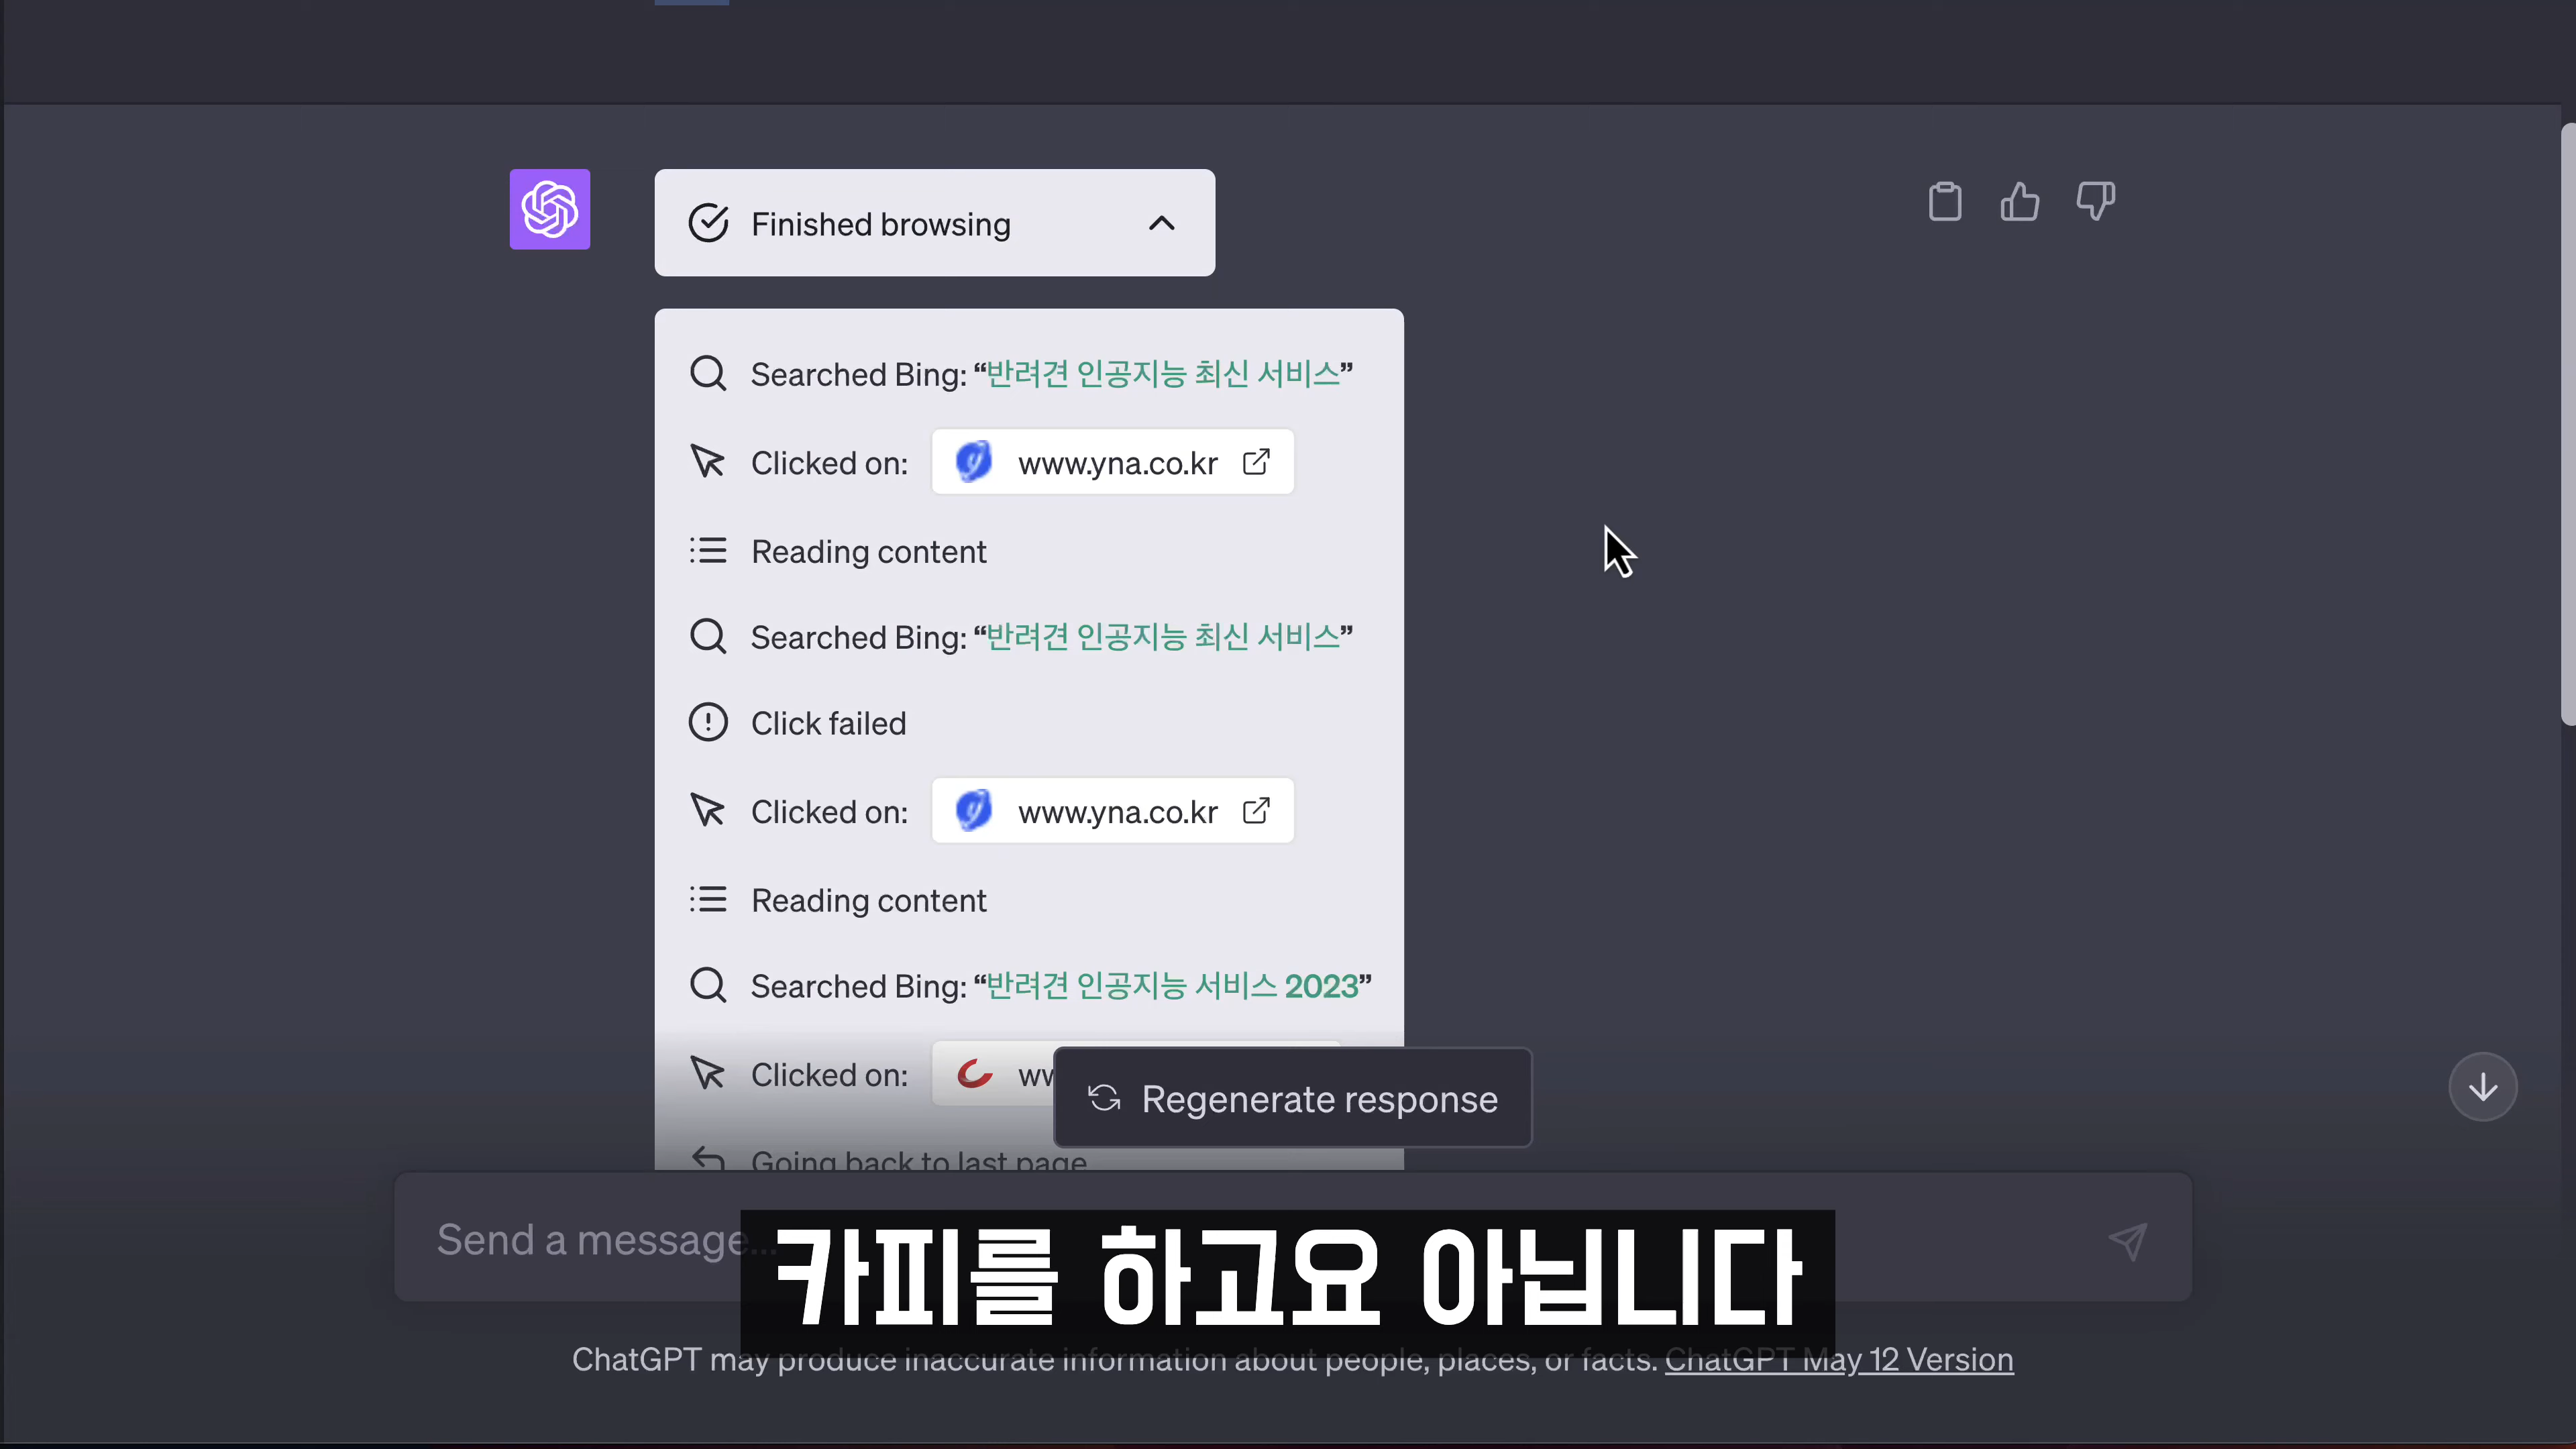 Finished browsing
Searched Bing: “반려견 인공지능 최신 서비스”
Clicked on: www.yna.co.kr
Reading content
Searched Bing: “반려견 인공지능 최신 서비스”
Click failed
Clicked on: www.yna.co.kr
Reading content
Searched Bing: “반려견 인공지능 서비스 2023”
Clicked on:
Regenerate response
Going back to last page
Send a message...
카피를 하고요 아닙니다
ChatGPT may produce inaccurate information about people, places, or facts. ChatGPT May 12 Version